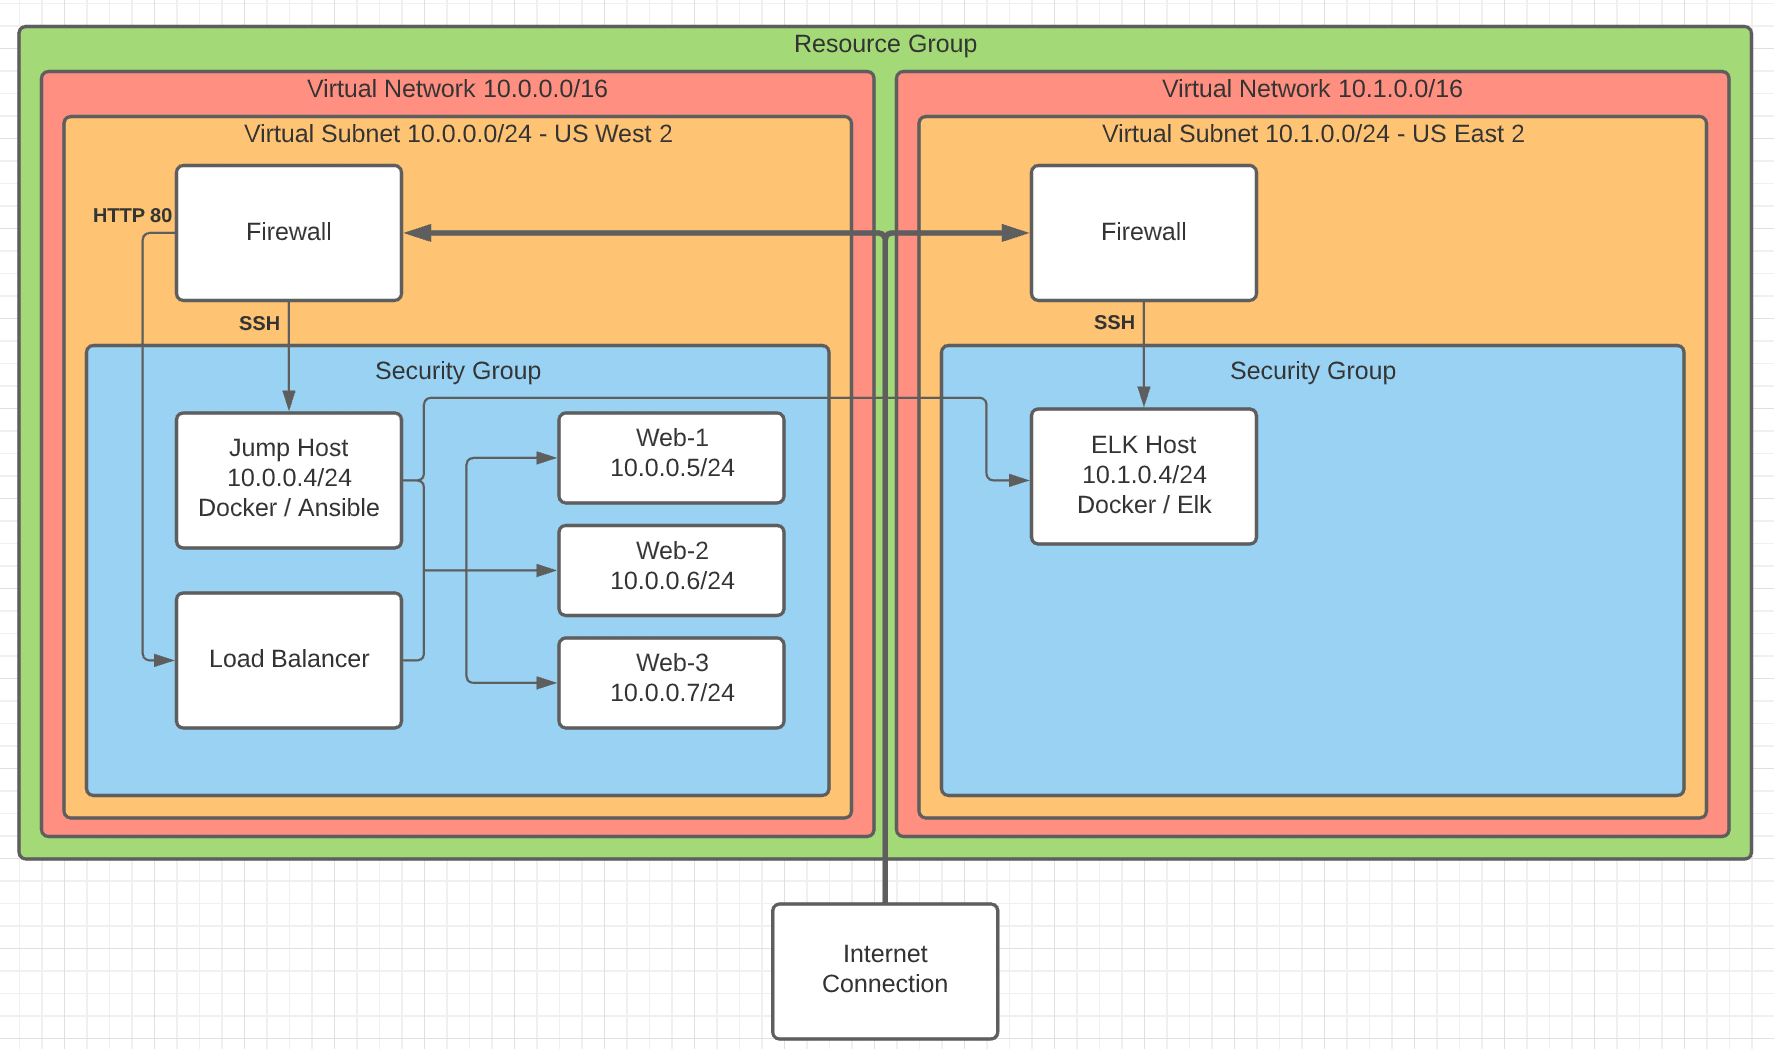 Resource Group
Virtual Network 10.0.0.0/16
Virtual Subnet 10.0.0.0/24 - US West 2
Firewall
HTTP 80
SSH
Security Group
Jump Host
10.0.0.4/24
Docker / Ansible
Load Balancer
Web-1
10.0.0.5/24
Web-2
10.0.0.6/24
Web-3
10.0.0.7/24
Virtual Network 10.1.0.0/16
Virtual Subnet 10.1.0.0/24 - US East 2
Firewall
SSH
Security Group
ELK Host
10.1.0.4/24
Docker / Elk
Internet
Connection